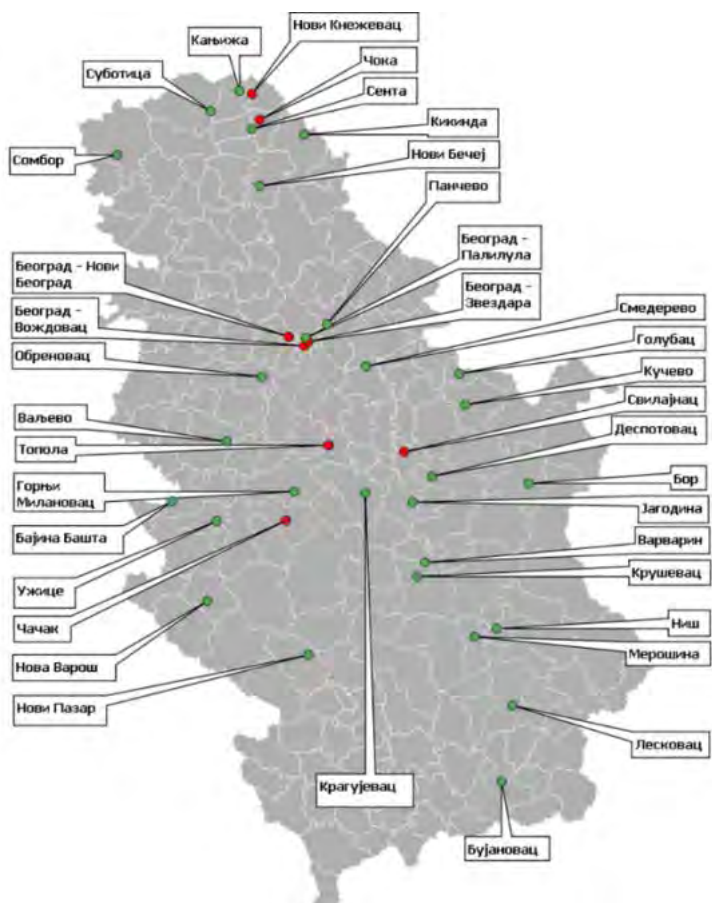 Нови Кнежевац
Кањижа
Чока
Суботица
Сента
Кикинда
Сомбор
Нови Бечеј
Панчево
Београд -
Палилула
Београд - Нови
Београд
Београд -
Звездара
Београд -
Вождовац
Смедерево
Обреновац
Голубац
Кучево
Ваљево
Свилајнац
Топола
Деспотовац
Горњи
Милановац
Бор
Јагодина
Бајина Башта
Варварин
Ужице
Крушевац
Чачак
Ниш
Нова Варош
Мерошина
Нови Пазар
Лесковац
Крагујевац
Бујановац